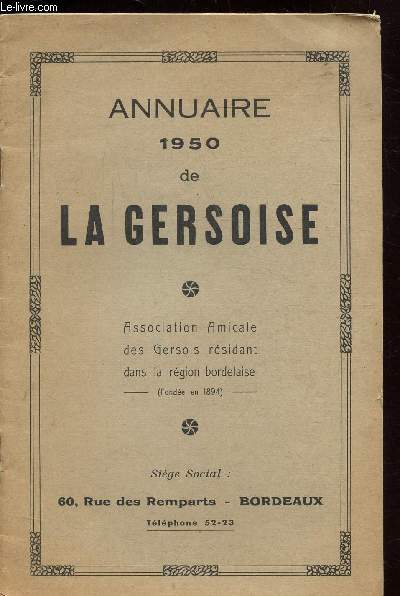 Le-livre.com
ANNUAIRE
1950
de
LA GERSOISE
Association Amicale
des Gersois résidant
dans la région bordelaise
(Fondée en 1894)
Siège Social :
60, Rue des Remparts - BORDEAUX
Téléphone 52-23